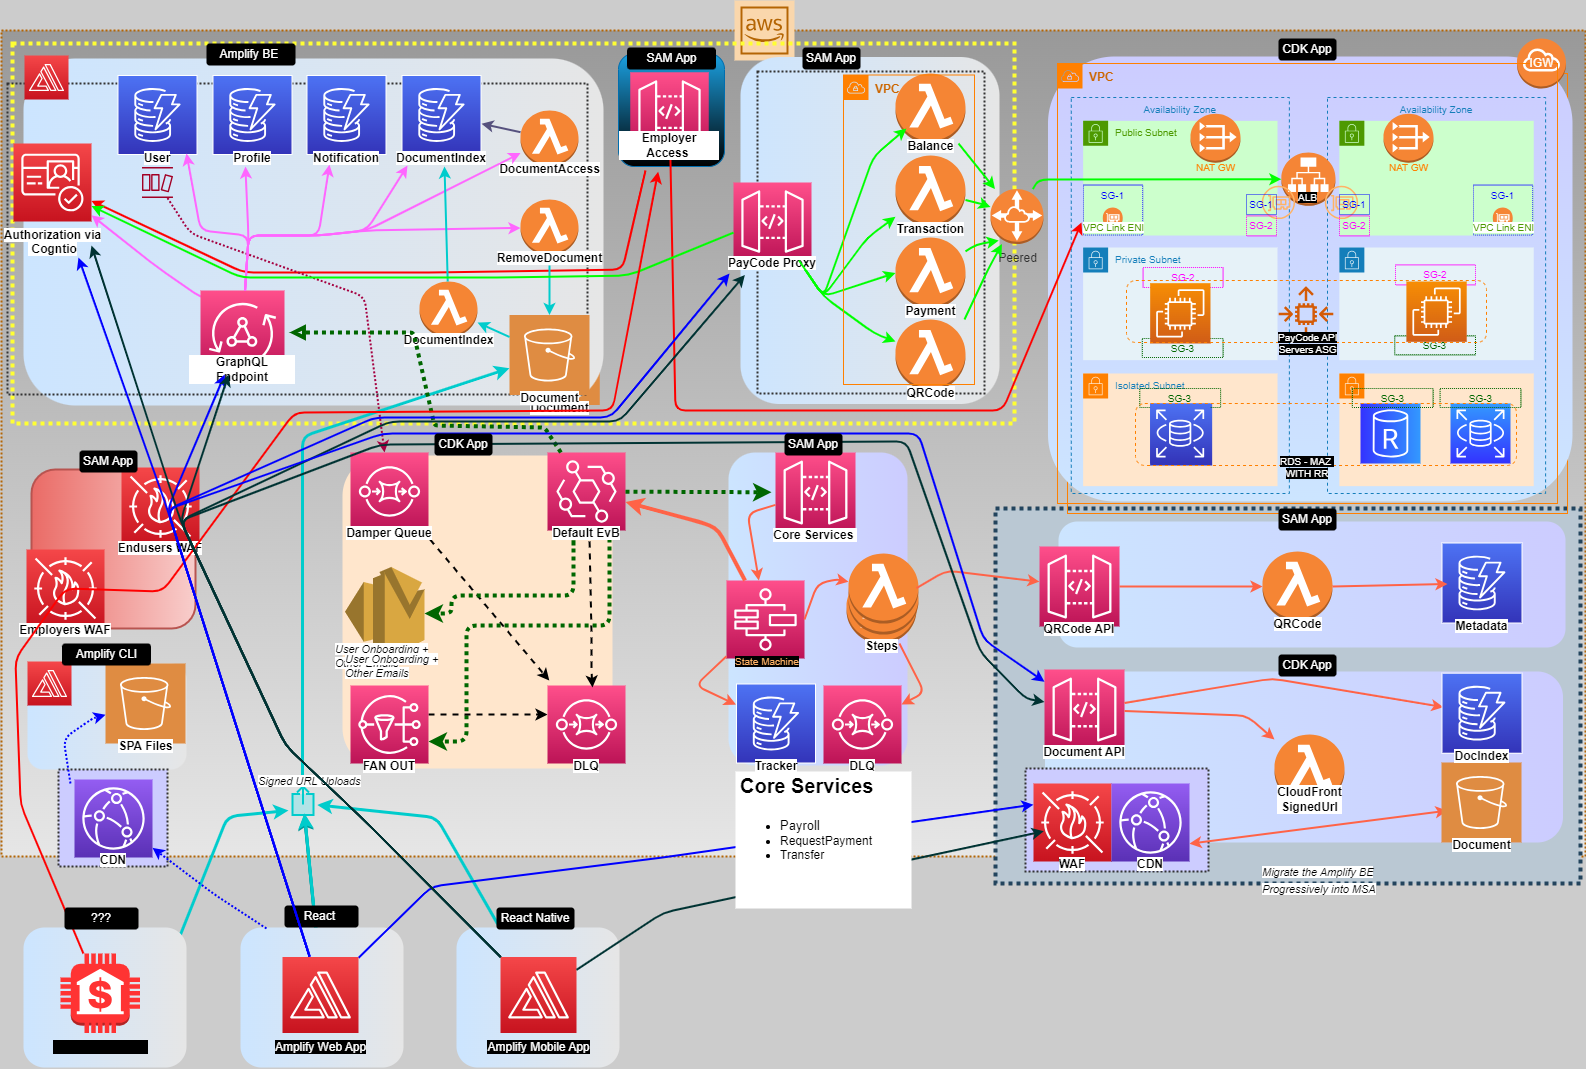 aws
Amplify BE
SAM App
SAM App
CDK App
IGW
User
Profile
Notification
DocumentIndex
DocumentAccess
Employer
Access
Authorization via
Cogntio
RemoveDocument
DocumentIndex
GraphQL
Endpoint
Document
Document
PayCode Proxy
VPC
Balance
Transaction
Payment
QRCode
Peered
VPC
Availability Zone
Availability Zone
Public Subnet
NAT GW
NAT GW
ALB
SG-1
SG-1
SG-1
SG-1
SG-2
SG-2
VPC Link ENI
VPC Link ENI
Private Subnet
SG-2
SG-2
PayCode API
Servers ASG
SG-3
SG-3
Isolated Subnet
SG-3
SG-3
SG-3
R
RDS - MAZ
WITH RR
SAM App
Endusers WAF
Employers WAF
CDK App
Damper Queue
Default EvB
User Onboarding +
Other Emails
User Onboarding +
Other Emails
FAN OUT
DLQ
SAM App
Core Services
State Machine
Steps
Tracker
DLQ
Core Services
Payroll
RequestPayment
Transfer
SAM App
QRCode API
QRCode
Metadata
CDK App
Document API
DocIndex
CloudFront
SignedUrl
WAF
CDN
Document
Migrate the Amplify BE
Progressively into MSA
Amplify CLI
SPA Files
CDN
Signed URL Uploads
???
$
React
Amplify Web App
React Native
Amplify Mobile App